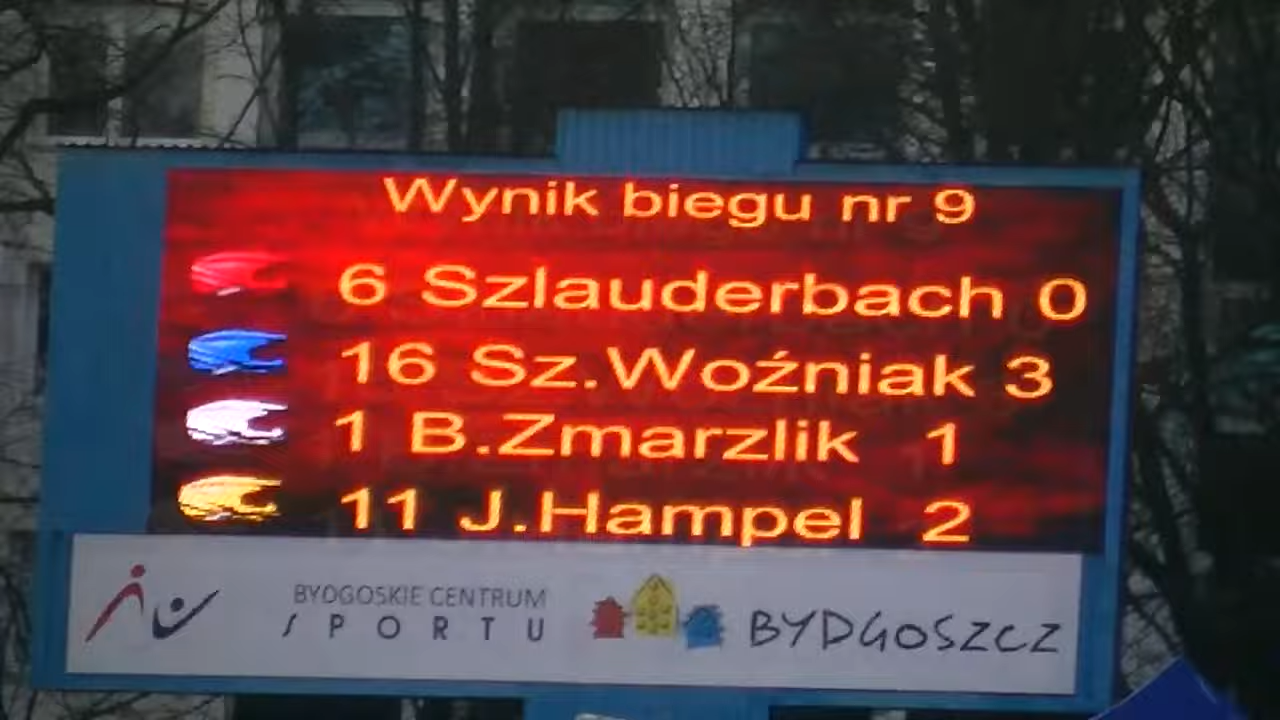 Wynik biegu nr 9
6 Szlauderbach 0
16 Sz.Woźniak 3
1 B.Zmarzlik 1
11 J.Hampel 2
BYDGOSKIE CENTRUM
SPORTU
BYDGOSZCZ